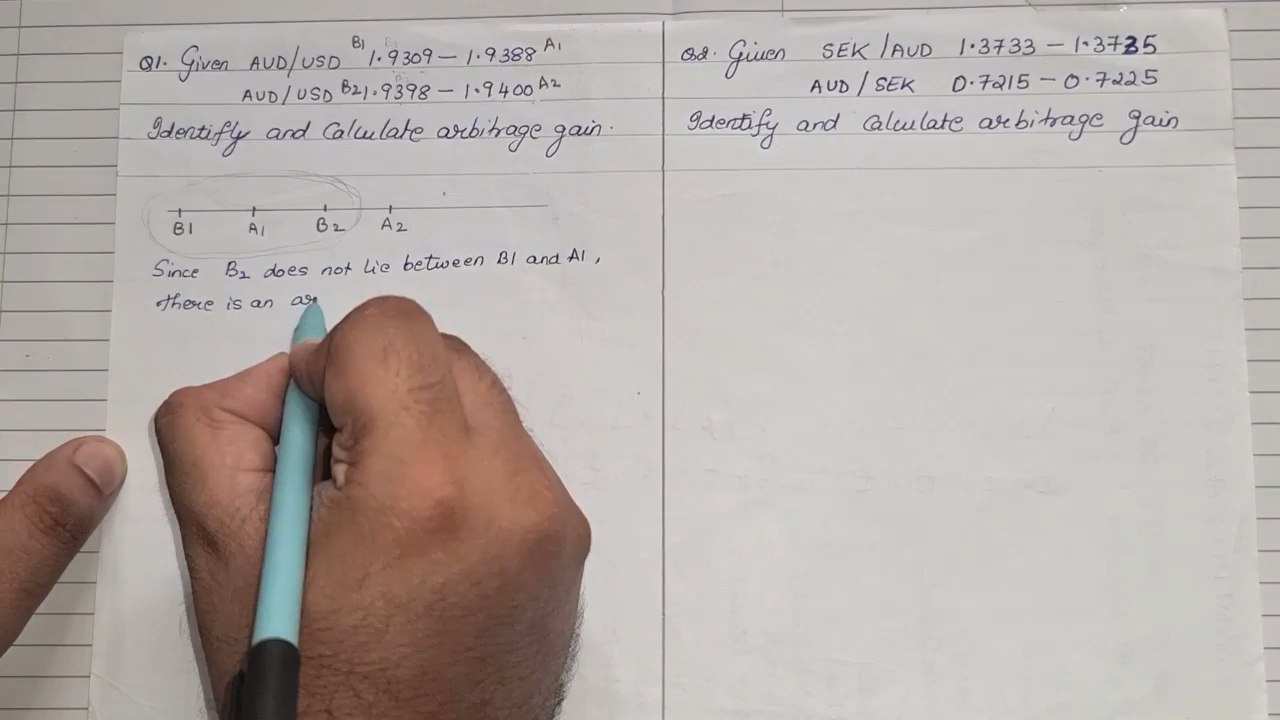 Q1. Given AUD/USD B1 1.9309 – 1.9388 A1
AUD/USD B2 1.9398 – 1.9400 A2
Identifly and Calculate arbitrage gain.
B1 A1 B2 A2
Since B2 does not lie between B1 and A1,
there is an ar
Q2. Given SEK/AUD 1.3733 – 1.3735
AUD/SEK 0.7215 – 0.7225
Identify and Calculate arbitrage gain